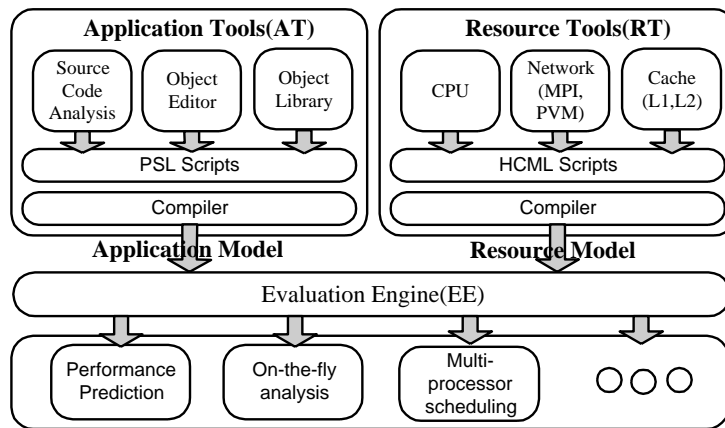 Application Tools(AT)
Source
Code
Analysis
Object
Editor
Object
Library
PSL Scripts
Compiler
Application Model
Resource Tools(RT)
CPU
Network
(MPI,
PVM)
Cache
(L1,L2)
HCML Scripts
Compiler
Resource Model
Evaluation Engine(EE)
Performance
Prediction
On-the-fly
analysis
Multi-
processor
scheduling